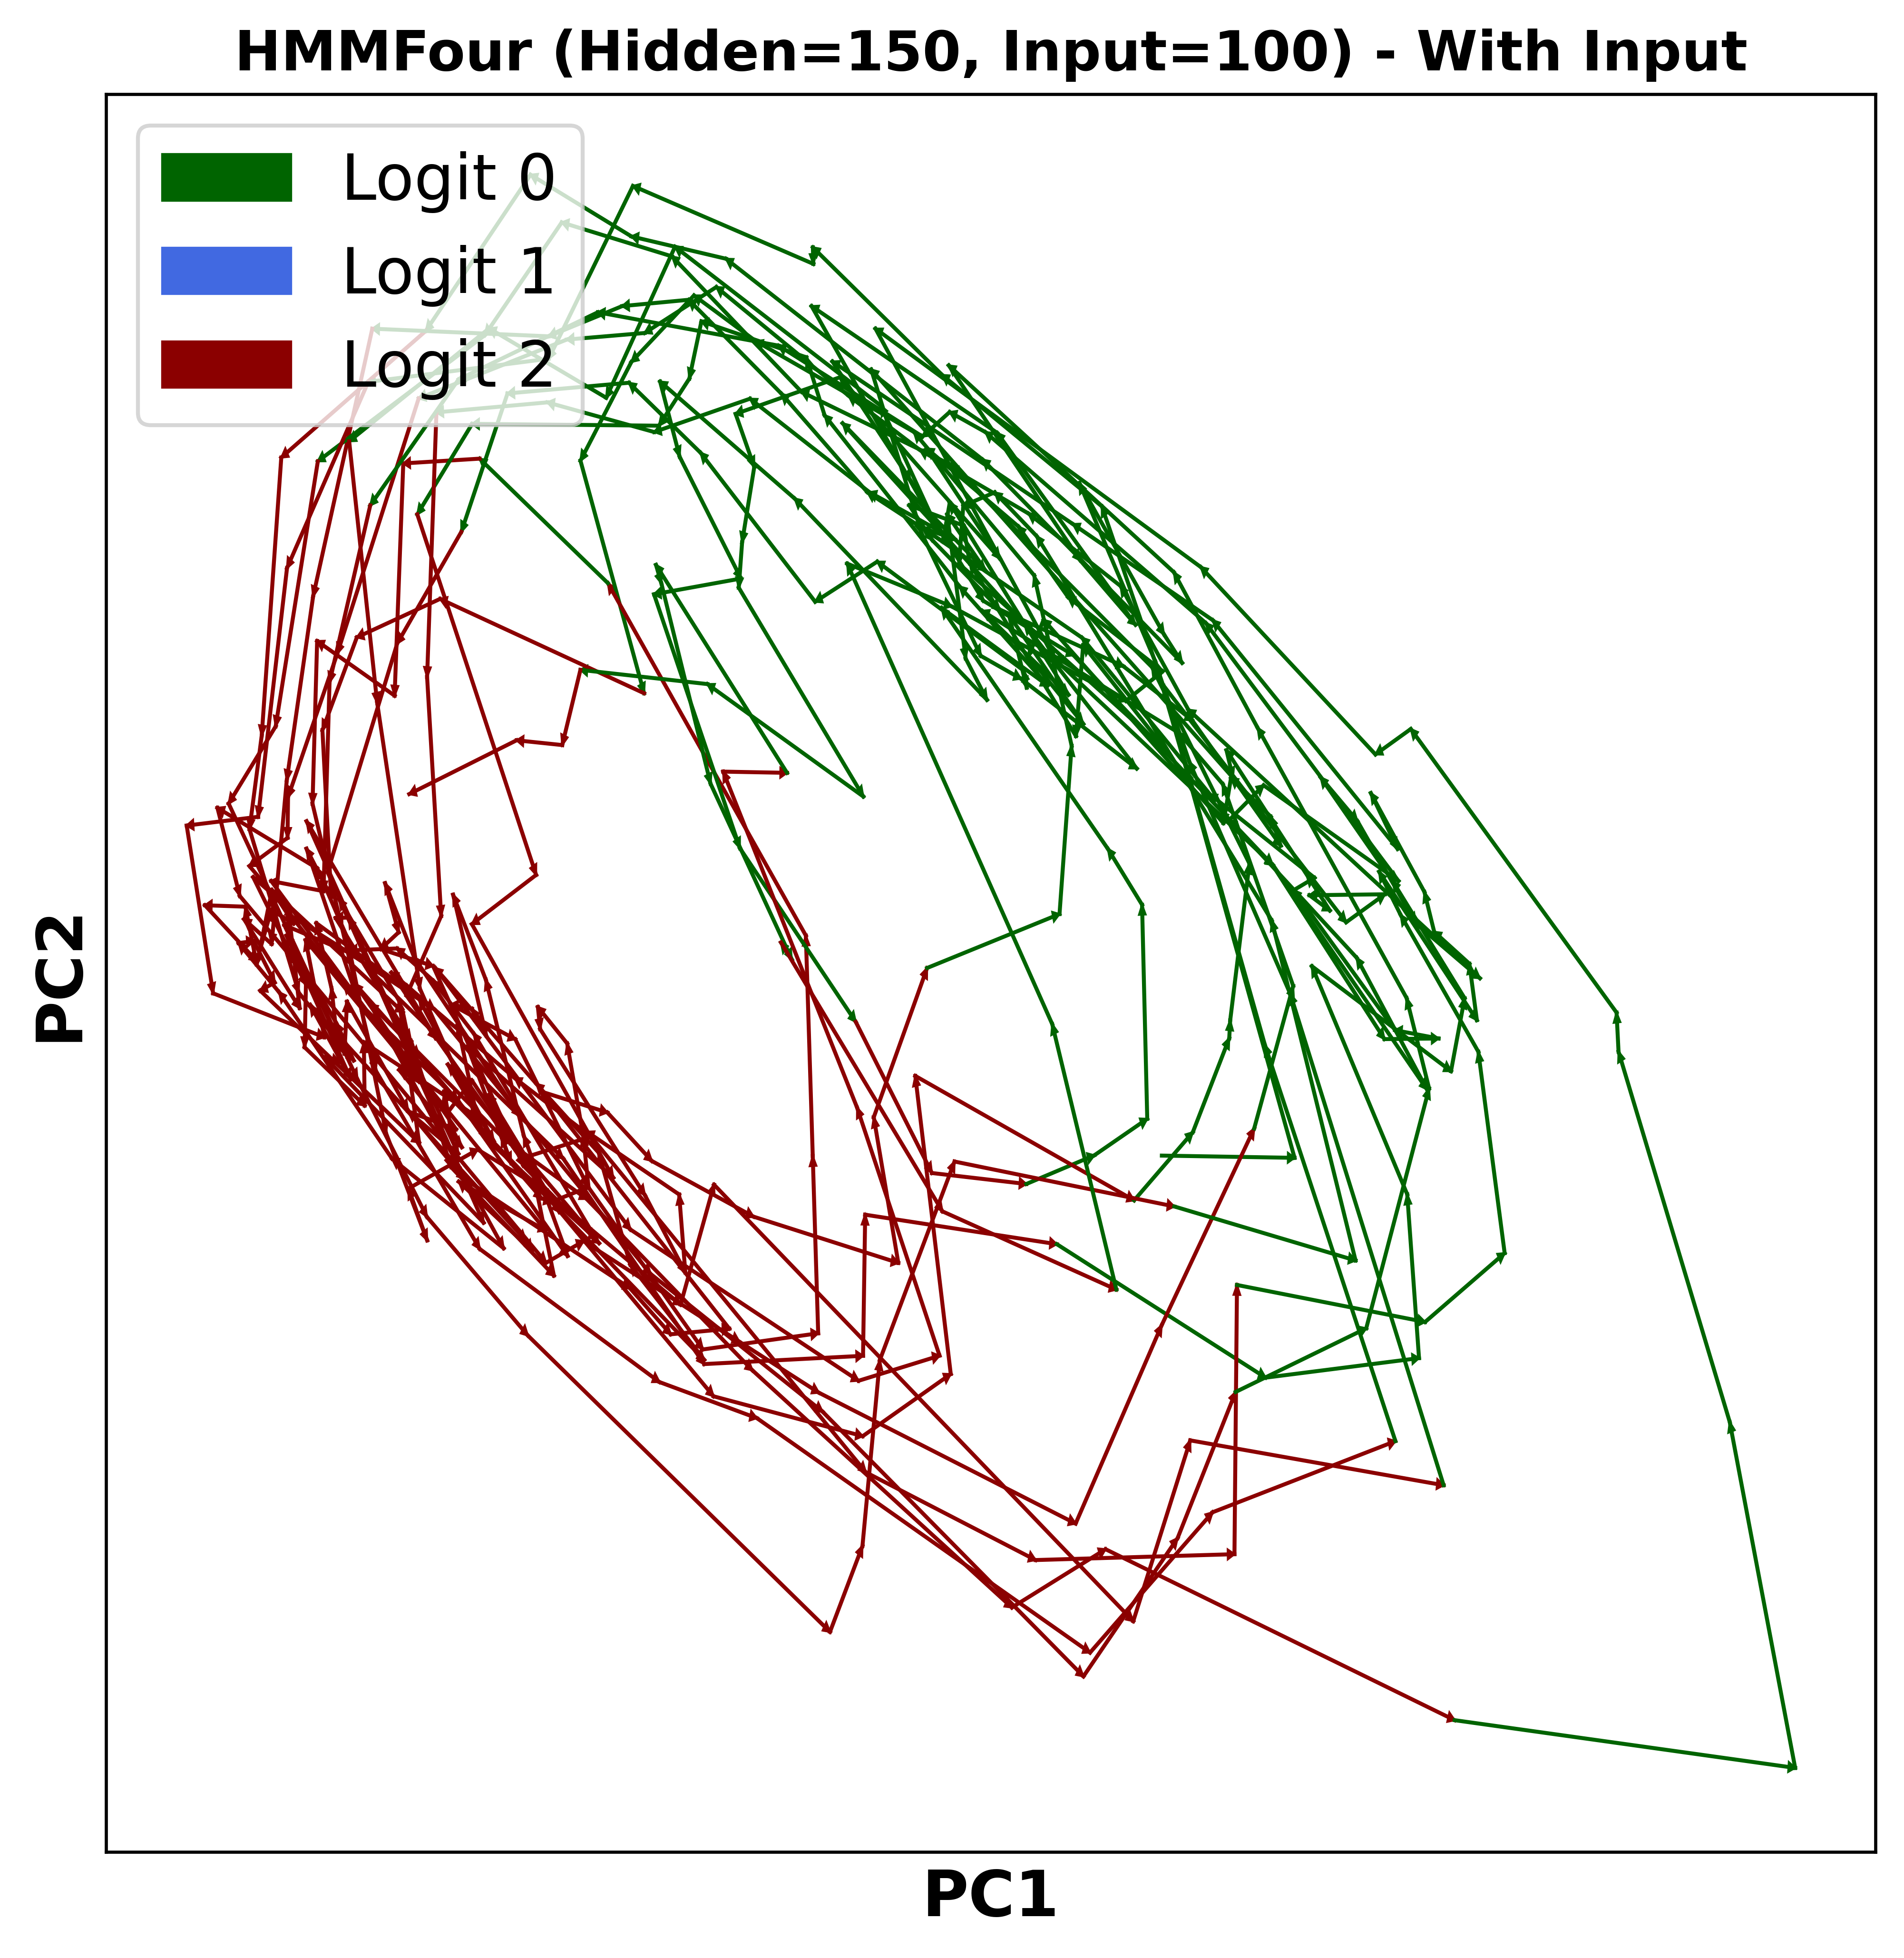 HMMFour (Hidden=150, Input=100) - With Input
Logit 0
Logit 1
Logit 2
PC2
PC1